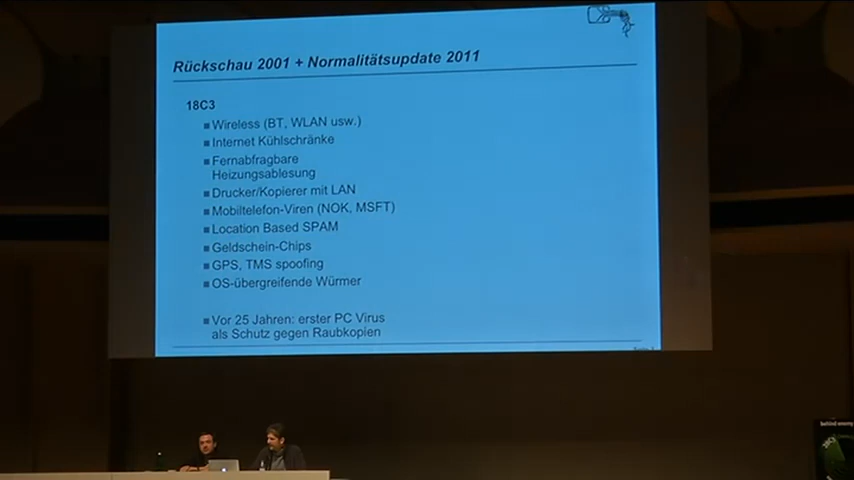 Rückschau 2001 + Normalitätsupdate 2011
18C3
Wireless (BT, WLAN usw.)
Internet Kühlschränke
Fernabfragbare
Heizungsablesung
Drucker/Kopierer mit LAN
Mobiltelefon-Viren (NOK, MSFT)
Location Based SPAM
Geldschein-Chips
GPS, TMS spoofing
OS-übergreifende Würmer
Vor 25 Jahren: erster PC Virus
als Schutz gegen Raubkopien
behind enemy